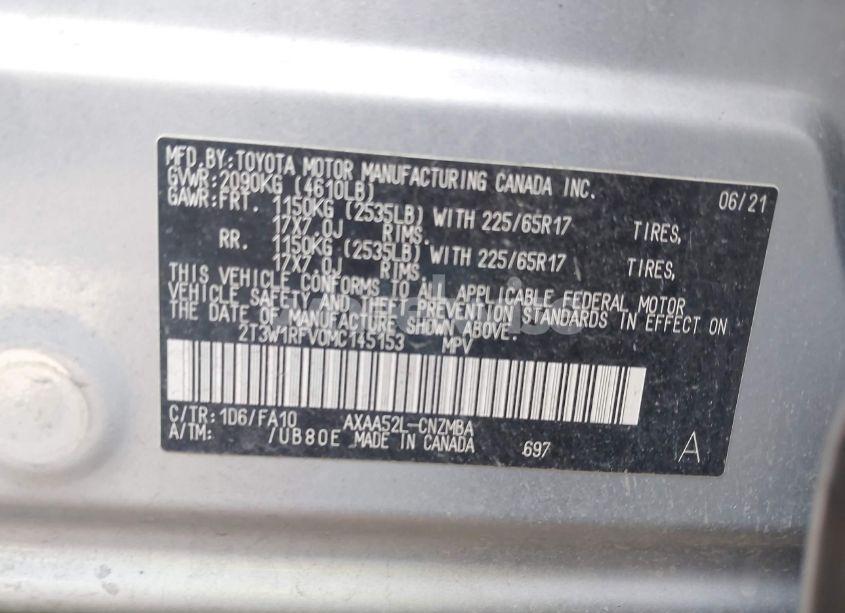 MFD.BY:TOYOTA MOTOR MANUFACTURING CANADA INC.
GVWR:2090KG (4610LB) 06/21
GAWR:FRT. 1150KG (2535LB) WITH 225/65R17 TIRES,
17X7.0J RIMS.
RR. 1150KG (2535LB) WITH 225/65R17 TIRES,
17X7.0J RIMS.
THIS VEHICLE CONFORMS TO ALL APPLICABLE FEDERAL MOTOR
VEHICLE SAFETY AND THEFT PREVENTION STANDARDS IN EFFECT ON
THE DATE OF MANUFACTURE SHOWN ABOVE.
2T3W1RFV0MC145153 MPV
C/TR:1D6/FA10 AXAA52L-CNZMBA
A/TM: /UB80E MADE IN CANADA 697 A